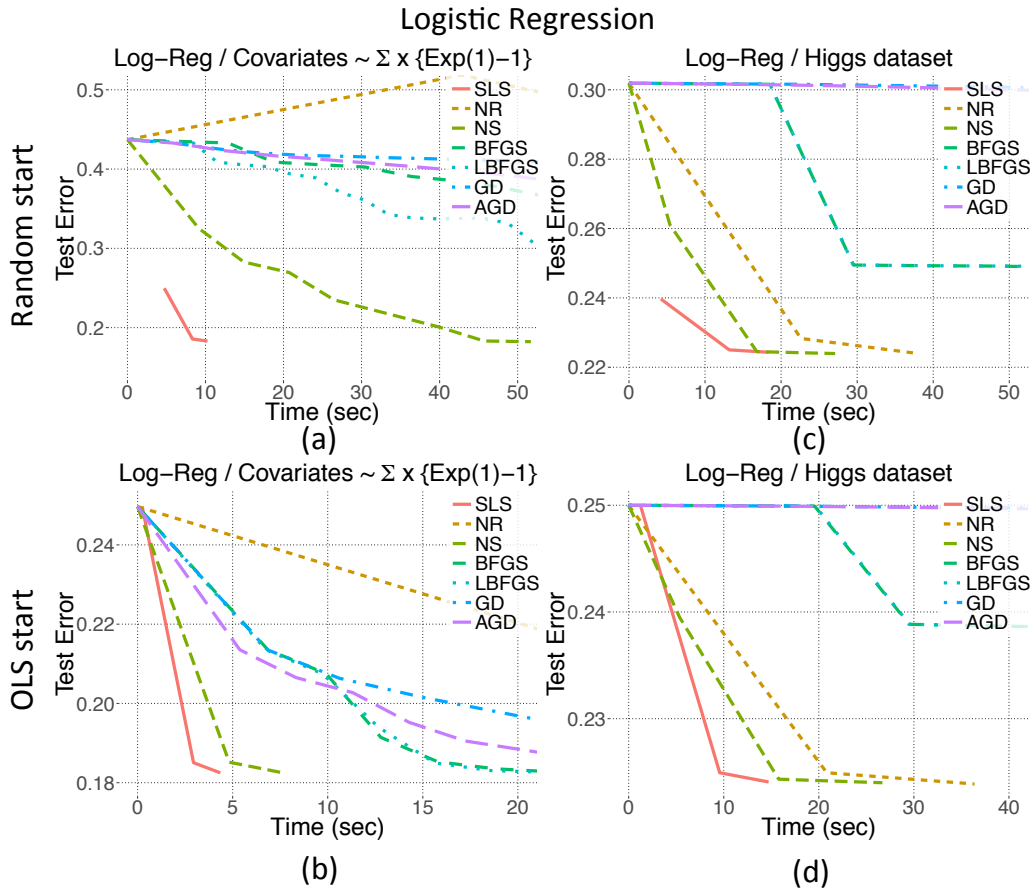 Logistic Regression
Random start
Log-Reg / Covariates ~ Σ x {Exp(1)-1}
Test Error
0.5
0.4
0.3
0.2
SLS
NR
NS
BFGS
LBFGS
GD
AGD
0 10 20 30 40 50
Time (sec)
(a)
Log-Reg / Higgs dataset
Test Error
0.30
0.28
0.26
0.24
0.22
SLS
NR
NS
BFGS
LBFGS
GD
AGD
0 10 20 30 40 50
Time (sec)
(c)
OLS start
Log-Reg / Covariates ~ Σ x {Exp(1)-1}
Test Error
0.24
0.22
0.20
0.18
SLS
NR
NS
BFGS
LBFGS
GD
AGD
0 5 10 15 20
Time (sec)
(b)
Log-Reg / Higgs dataset
Test Error
0.25
0.24
0.23
SLS
NR
NS
BFGS
LBFGS
GD
AGD
0 10 20 30 40
Time (sec)
(d)